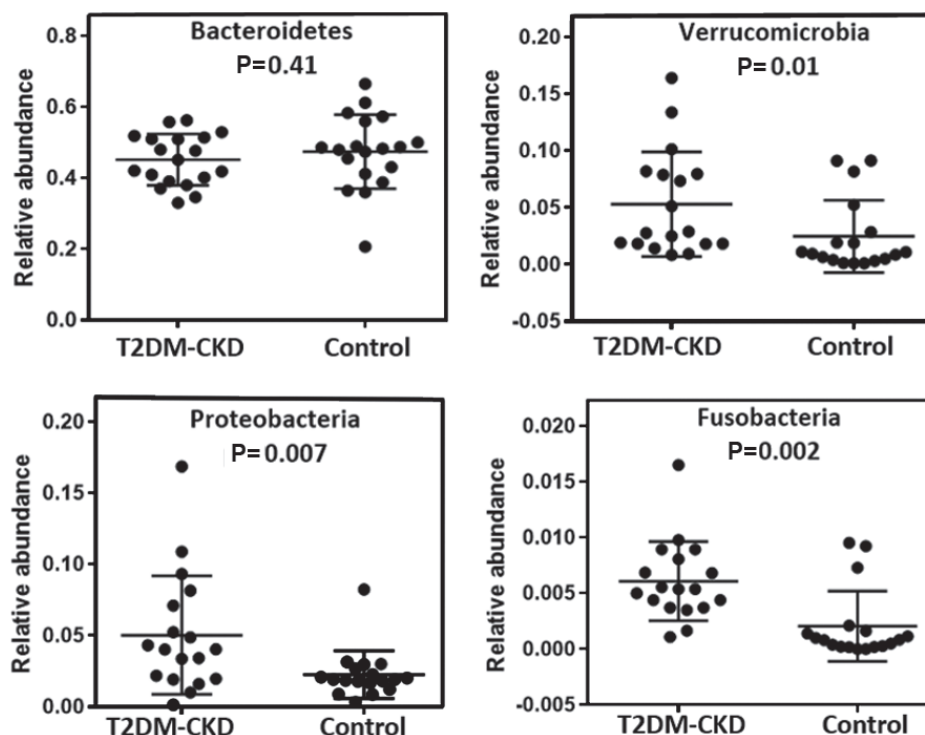 Bacteroidetes
P=0.41
Relative abundance
0.8
0.6
0.4
0.2
0.0
T2DM-CKD Control
Verrucomicrobia
P=0.01
Relative abundance
0.20
0.15
0.10
0.05
0.00
-0.05
T2DM-CKD Control
Proteobacteria
P=0.007
Relative abundance
0.20
0.15
0.10
0.05
0.00
T2DM-CKD Control
Fusobacteria
P=0.002
Relative abundance
0.020
0.015
0.010
0.005
0.000
-0.005
T2DM-CKD Control